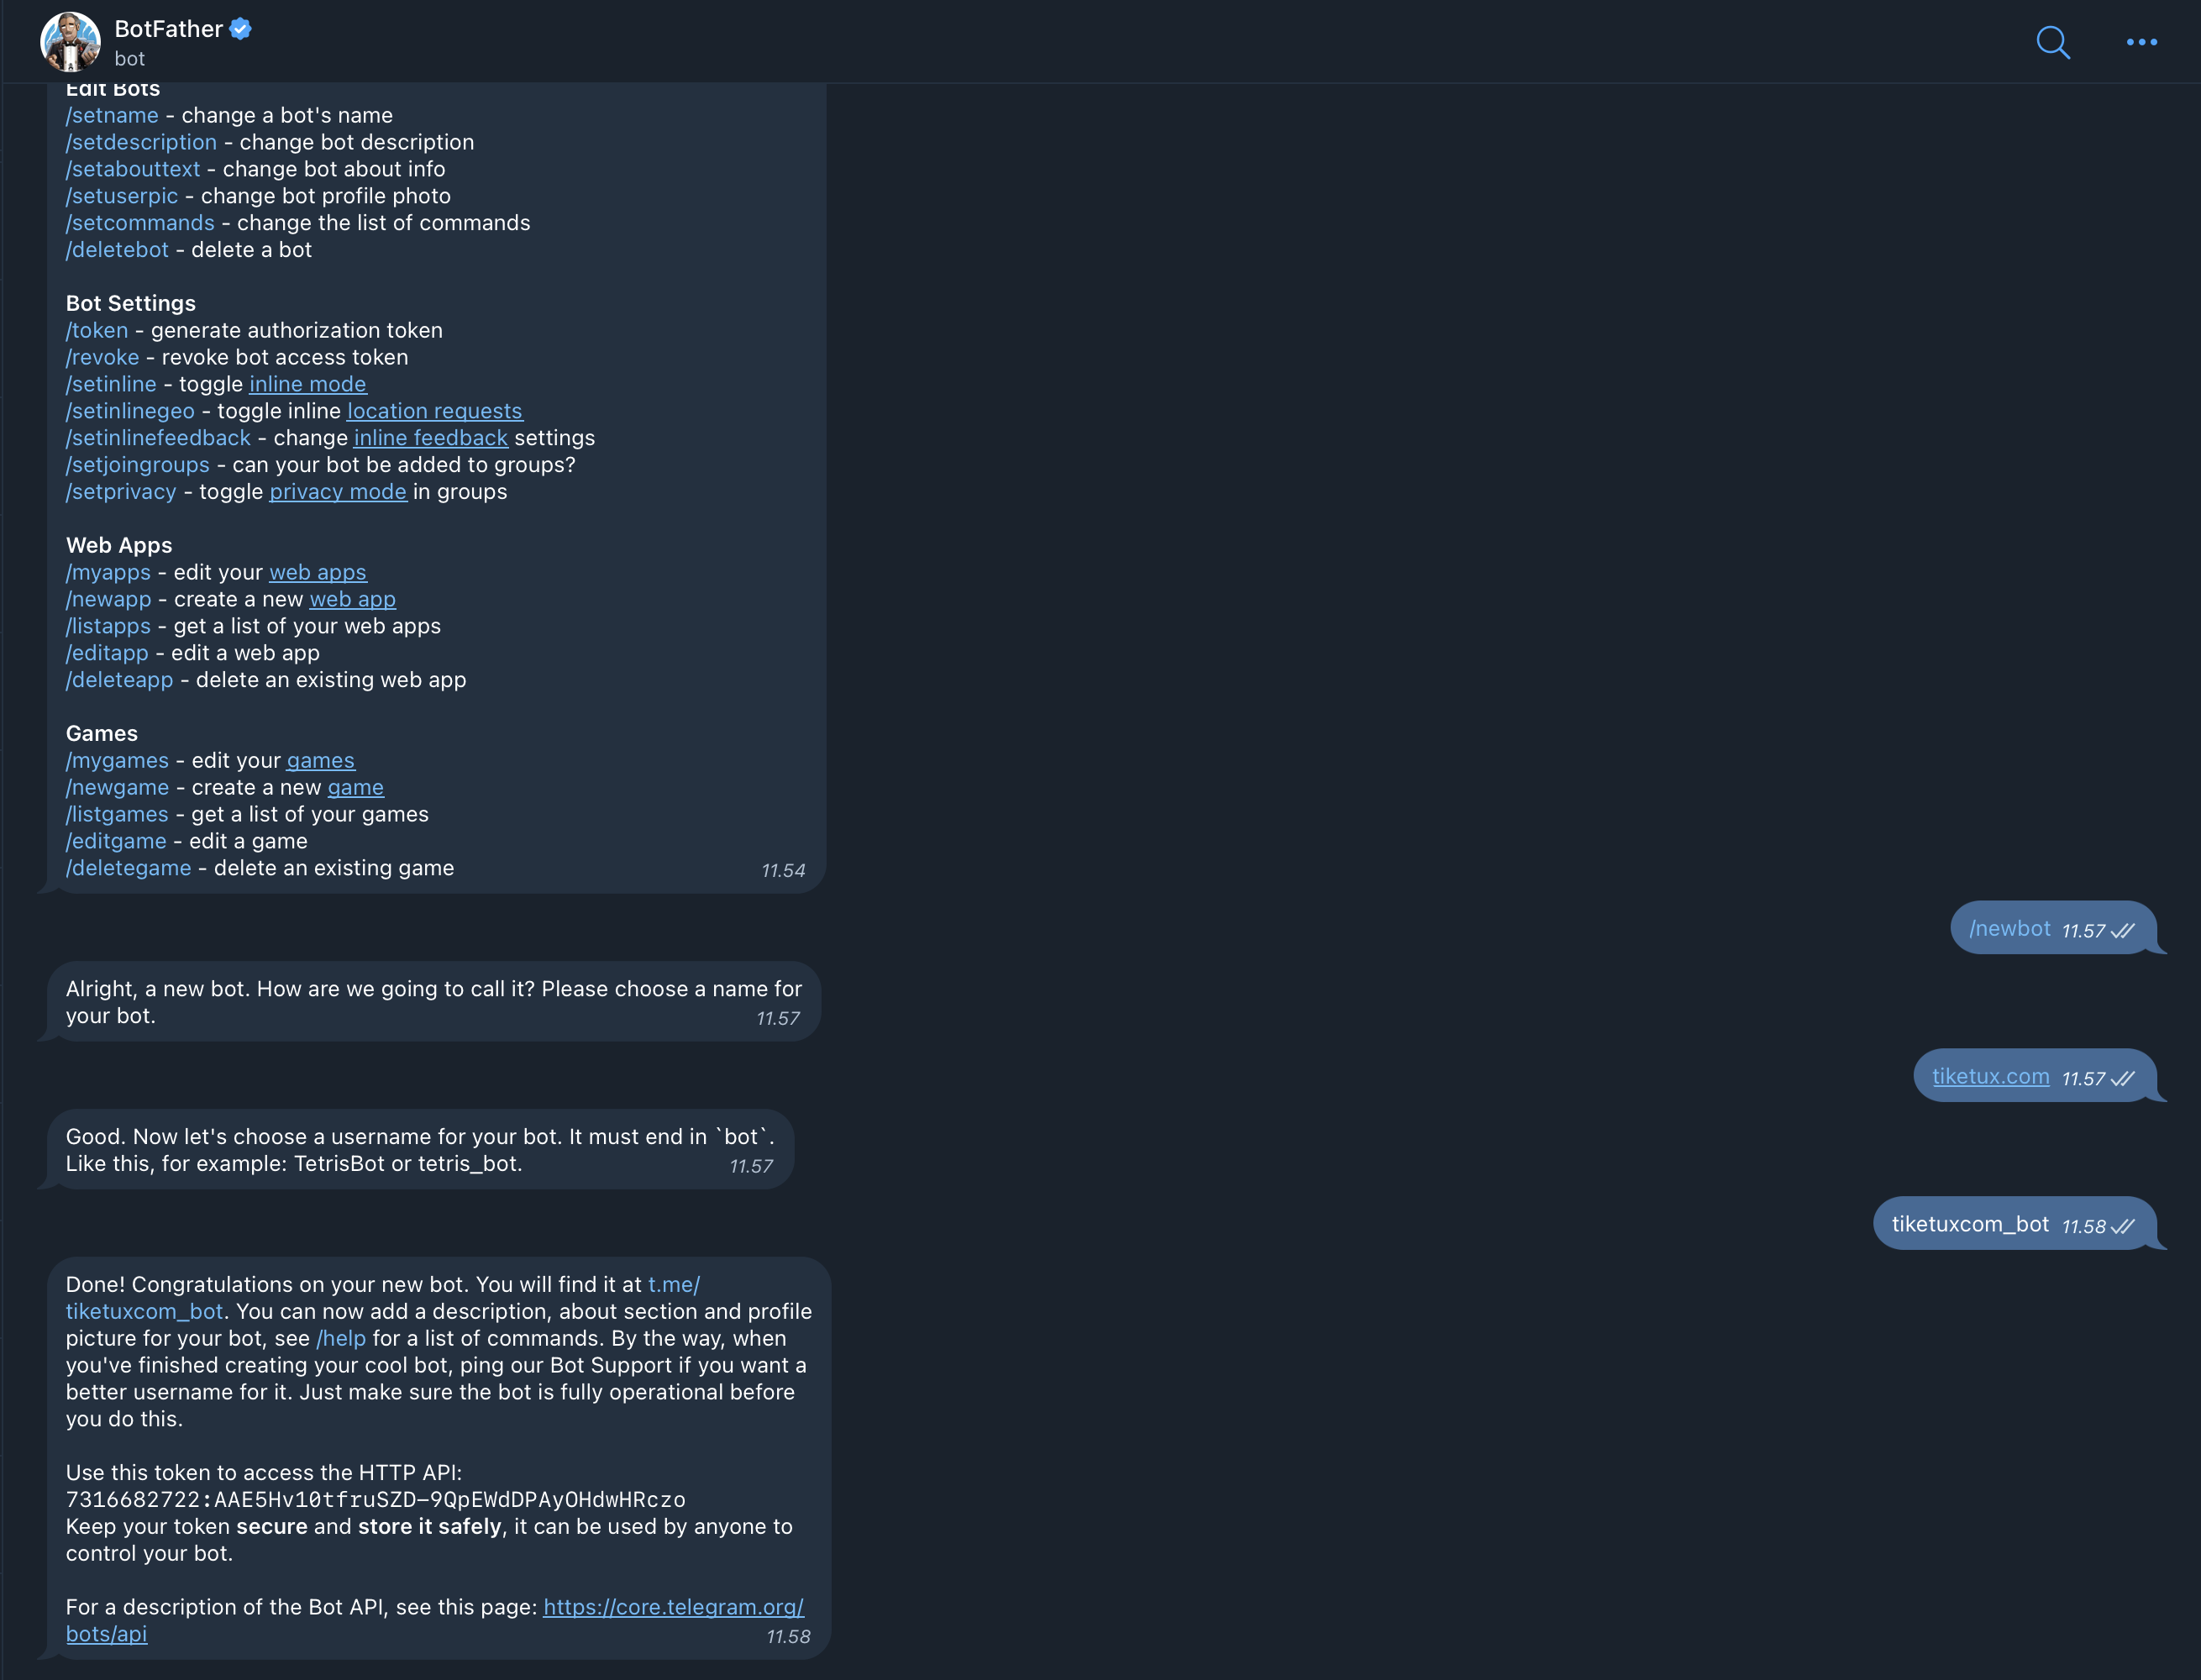 BotFather
bot
Edit Bots
/setname - change a bot's name
/setdescription - change bot description
/setabouttext - change bot about info
/setuserpic - change bot profile photo
/setcommands - change the list of commands
/deletebot - delete a bot
Bot Settings
/token - generate authorization token
/revoke - revoke bot access token
/setinline - toggle inline mode
/setinlinegeo - toggle inline location requests
/setinlinefeedback - change inline feedback settings
/setjoingroups - can your bot be added to groups?
/setprivacy - toggle privacy mode in groups
Web Apps
/myapps - edit your web apps
/newapp - create a new web app
/listapps - get a list of your web apps
/editapp - edit a web app
/deleteapp - delete an existing web app
Games
/mygames - edit your games
/newgame - create a new game
/listgames - get a list of your games
/editgame - edit a game
/deletegame - delete an existing game 11.54
/newbot 11.57
Alright, a new bot. How are we going to call it? Please choose a name for
your bot. 11.57
tiketux.com 11.57
Good. Now let's choose a username for your bot. It must end in `bot`.
Like this, for example: TetrisBot or tetris_bot. 11.57
tiketuxcom_bot 11.58
Done! Congratulations on your new bot. You will find it at t.me/
tiketuxcom_bot. You can now add a description, about section and profile
picture for your bot, see /help for a list of commands. By the way, when
you've finished creating your cool bot, ping our Bot Support if you want a
better username for it. Just make sure the bot is fully operational before
you do this.
Use this token to access the HTTP API:
7316682722:AAE5Hv10tfruSZD-9QpEWdDPAyOHdwHRczo
Keep your token secure and store it safely, it can be used by anyone to
control your bot.
For a description of the Bot API, see this page: https://core.telegram.org/
bots/api 11.58